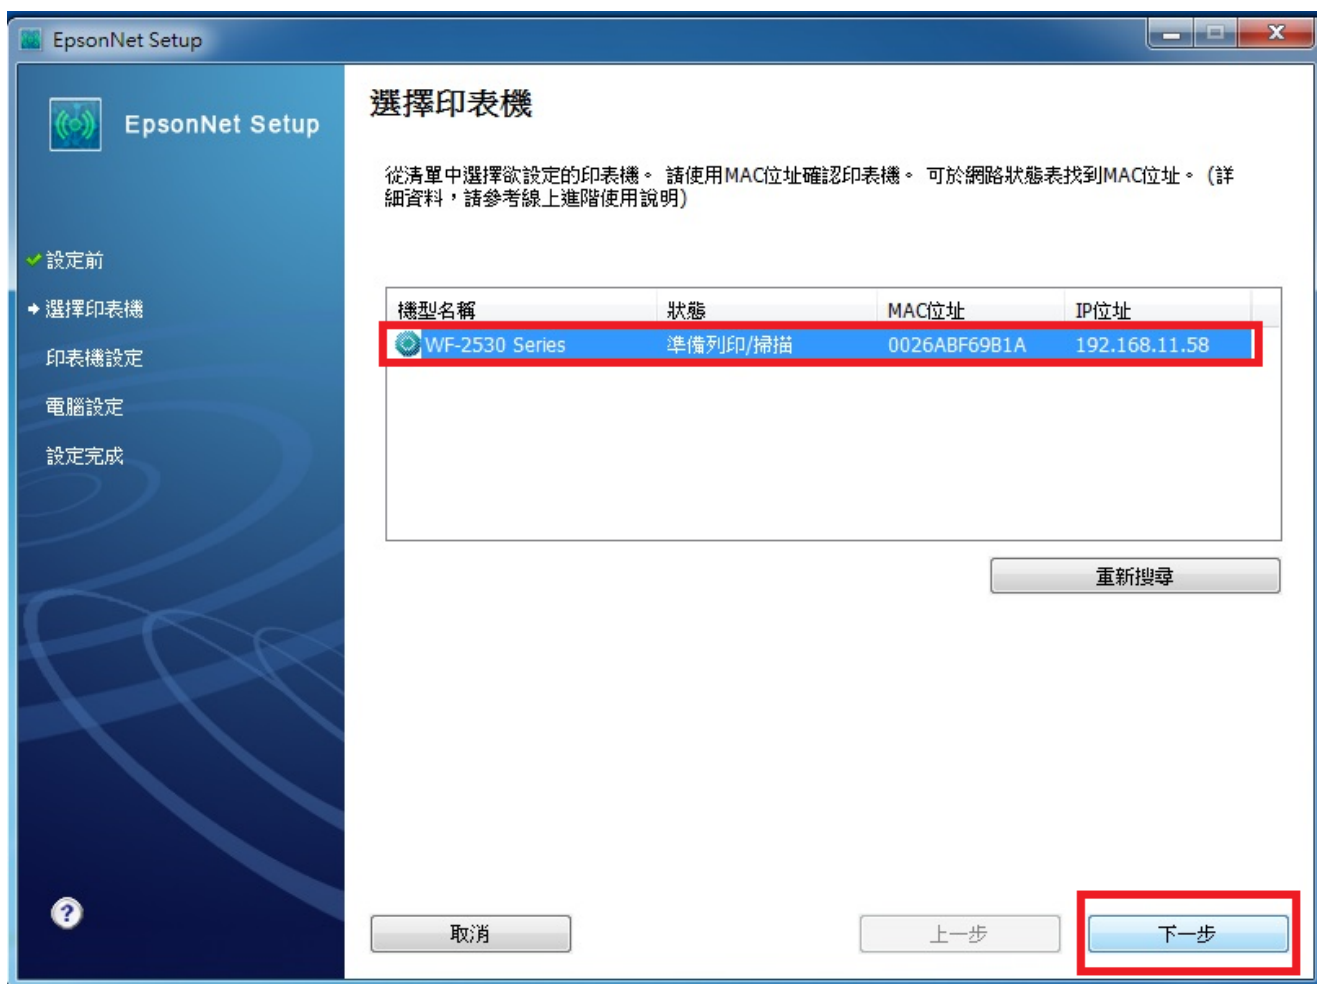 EpsonNet Setup
EpsonNet Setup
設定前
選擇印表機
印表機設定
電腦設定
設定完成
選擇印表機
從清單中選擇欲設定的印表機。 請使用MAC位址確認印表機。 可於網路狀態表找到MAC位址。 (詳
細資料，請參考線上進階使用說明)
機型名稱 狀態 MAC位址 IP位址
WF-2530 Series 準備列印/掃描 0026ABF69B1A 192.168.11.58
重新搜尋
取消 上一步 下一步